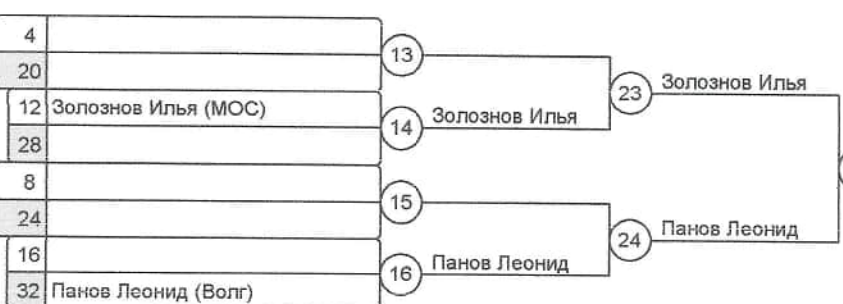 4
13
20
23 Золознов Илья
12 Золознов Илья (МОС)
14 Золознов Илья
28
8
15
24
24 Панов Леонид
16
16 Панов Леонид
32 Панов Леонид (Волг)